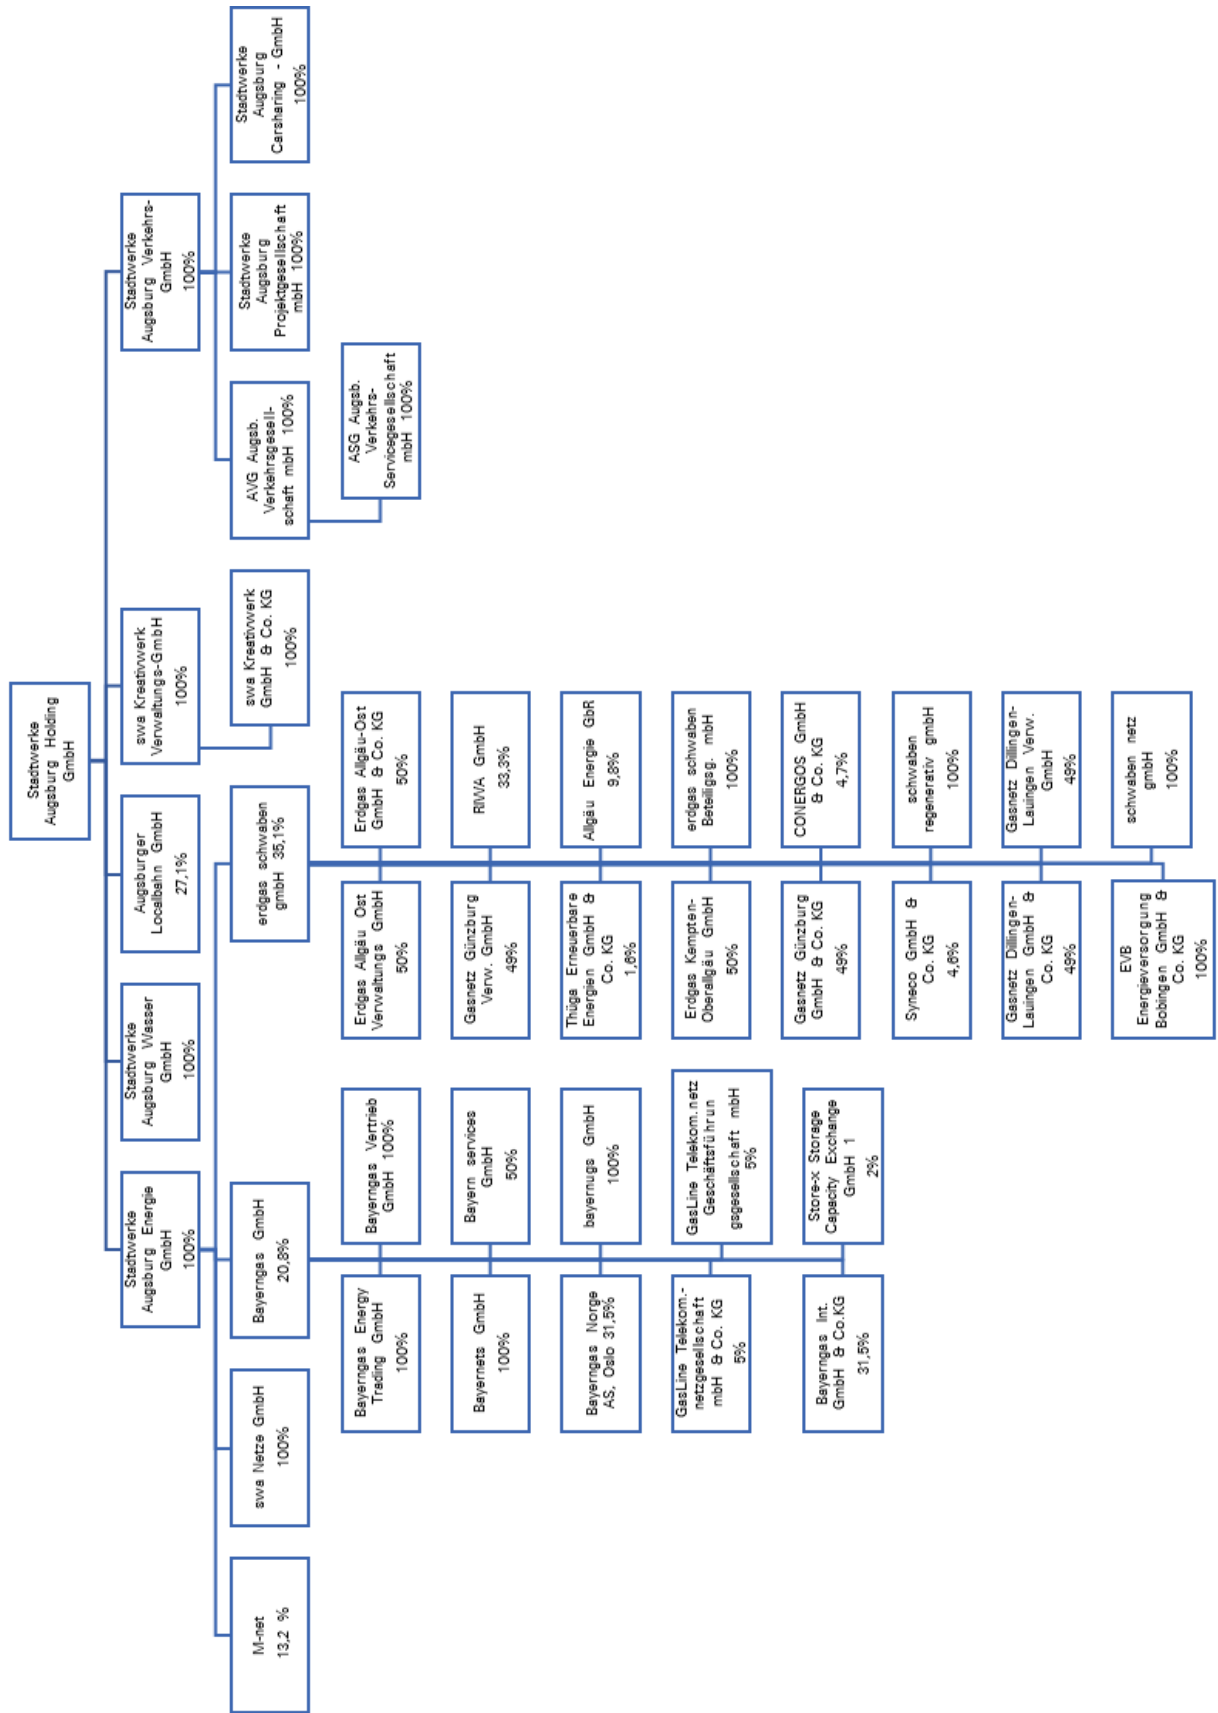 Stadtwerke
Augsburg Holding
GmbH
Stadtwerke
Augsburg Energie
GmbH
100%
Stadtwerke
Augsburg Wasser
GmbH
100%
Augsburger
Localbahn GmbH
27,1%
swa Kreativwerk
Verwaltungs-GmbH
100%
Stadtwerke
Augsburg Verkehrs-
GmbH
100%
M-net
13,2 %
swa Netze GmbH
100%
Bayerngas GmbH
20,8%
erdgas schwaben
gmbH 35,1%
swa Kreativwerk
GmbH & Co. KG
100%
AVG Augsb.
Verkehrsgesell-
schaft mbH 100%
Stadtwerke
Augsburg
Projektgesellschaft
mbH 100%
Stadtwerke
Augsburg
Carsharing - GmbH
100%
Bayerngas Energy
Trading GmbH
100%
Bayerngas Vertrieb
GmbH 100%
Erdgas Allgäu Ost
Verwaltungs GmbH
50%
Erdgas Allgäu-Ost
GmbH & Co. KG
50%
ASG Augsb.
Verkehrs-
Servicegesellschaft
mbH 100%
Bayernets GmbH
100%
Bayern services
GmbH
50%
Gasnetz Günzburg
Verw. GmbH
49%
RIWA GmbH
33,3%
Bayerngas Norge
AS, Oslo 31,5%
bayernugs GmbH
100%
Thüga Erneuerbare
Energien GmbH &
Co. KG
1,6%
Allgäu Energie GbR
9,8%
GasLine Telekom.-
netzgesellschaft
mbH & Co. KG
5%
GasLine Telekom.netz
Geschäftsführun
gsgesellschaft mbH
5%
Erdgas Kempten-
Oberallgäu GmbH
50%
erdgas schwaben
Beteiligsg. mbH
100%
Bayerngas Int.
GmbH & Co.KG
31,5%
Store-x Storage
Capacity Exchange
GmbH 1
2%
Gasnetz Günzburg
GmbH & Co. KG
49%
CONERGOS GmbH
& Co. KG
4,7%
Syneco GmbH &
Co. KG
4,6%
schwaben
regenerativ gmbH
100%
Gasnetz Dillingen-
Lauingen GmbH &
Co. KG
49%
Gasnetz Dillingen-
Lauingen Verw.
GmbH
49%
EVB
Energieversorgung
Bobingen GmbH &
Co. KG
100%
schwaben netz
gmbH
100%